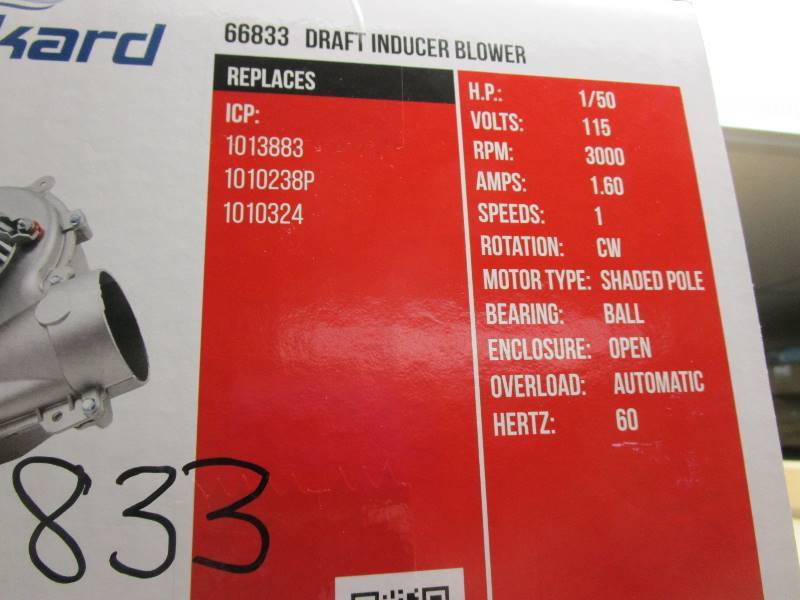 kard
66833 DRAFT INDUCER BLOWER
REPLACES
ICP:
1013883
1010238P
1010324
H.P.: 1/50
VOLTS: 115
RPM: 3000
AMPS: 1.60
SPEEDS: 1
ROTATION: CW
MOTOR TYPE: SHADED POLE
BEARING: BALL
ENCLOSURE: OPEN
OVERLOAD: AUTOMATIC
HERTZ: 60
833